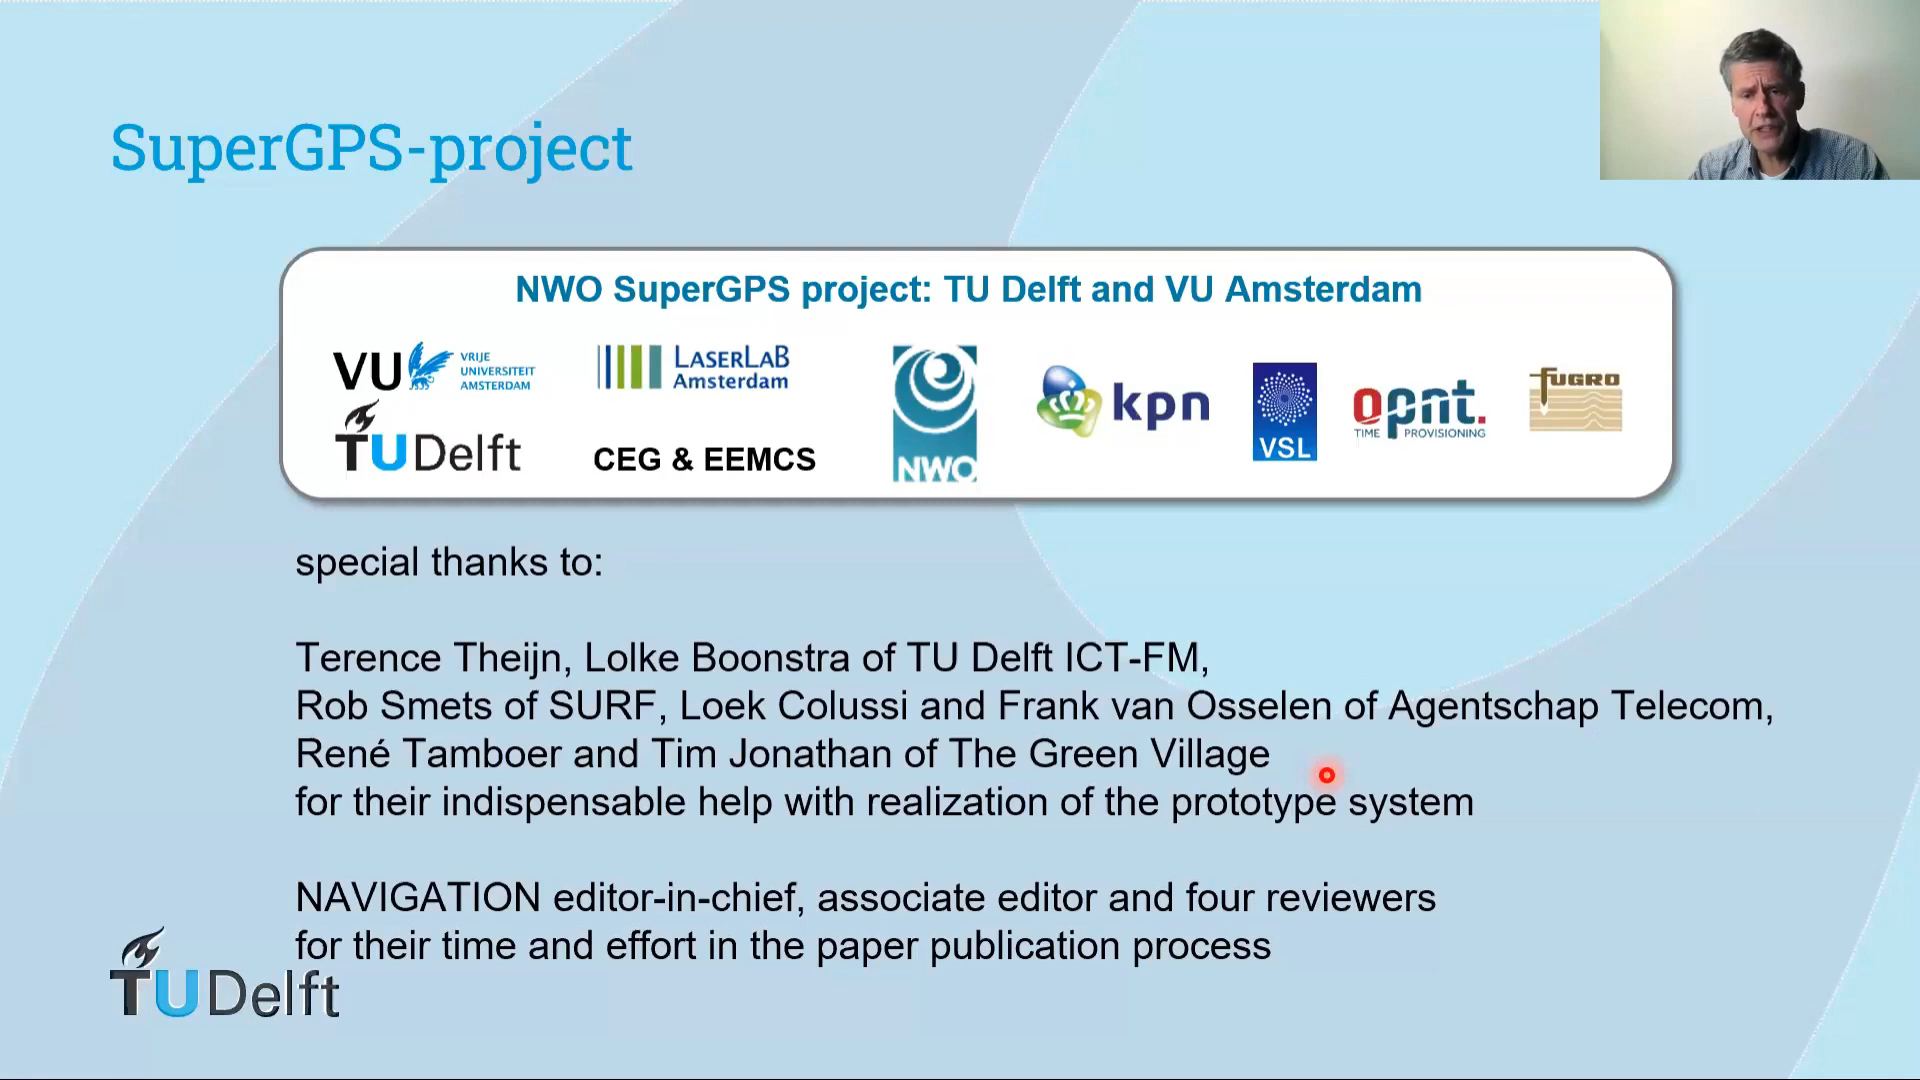 SuperGPS-project
NWO SuperGPS project: TU Delft and VU Amsterdam
VU VRIJE UNIVERSITEIT AMSTERDAM
LASERLAB Amsterdam
TUDelft
CEG & EEMCS
NWO
kpn
VSL
opnt.
TIME PROVISIONING
FUGRO
special thanks to:
Terence Theijn, Lolke Boonstra of TU Delft ICT-FM,
Rob Smets of SURF, Loek Colussi and Frank van Osselen of Agentschap Telecom,
René Tamboer and Tim Jonathan of The Green Village
for their indispensable help with realization of the prototype system
NAVIGATION editor-in-chief, associate editor and four reviewers
for their time and effort in the paper publication process
TUDelft